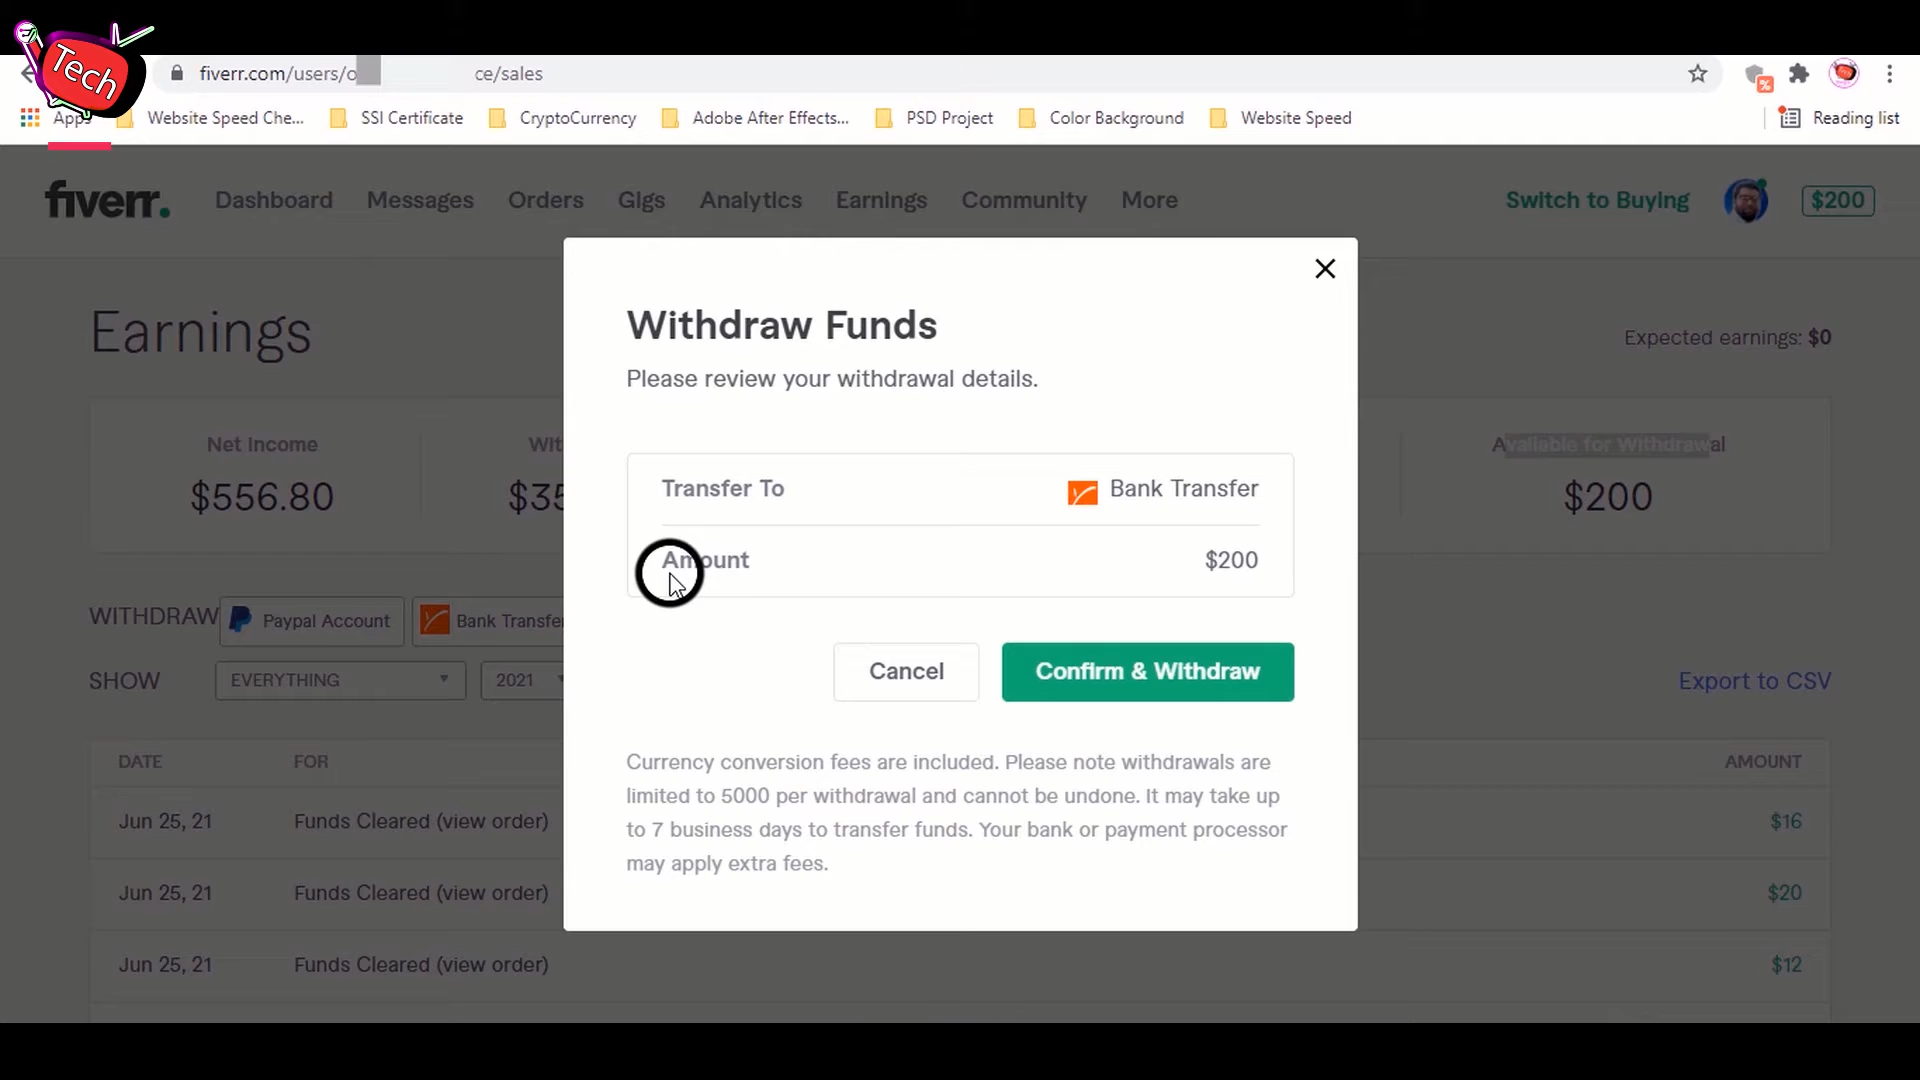 Tech
fiverr.com/users/o ce/sales
Apps Website Speed Che... SSl Certificate CryptoCurrency Adobe After Effects... PSD Project Color Background Website Speed Reading list
fiverr. Dashboard Messages Orders Gigs Analytics Earnings Community More Switch to Buying $200
Earnings
Expected earnings: $0
Net Income
$556.80
Wit
$35
Available for Withdrawal
$200
Withdraw Funds
Please review your withdrawal details.
Transfer To Bank Transfer
Amount $200
Cancel Confirm & Withdraw
Currency conversion fees are included. Please note withdrawals are
limited to 5000 per withdrawal and cannot be undone. It may take up
to 7 business days to transfer funds. Your bank or payment processor
may apply extra fees.
WITHDRAW Paypal Account Bank Transfe
SHOW EVERYTHING 2021 Export to CSV
DATE FOR AMOUNT
Jun 25, 21 Funds Cleared (view order) $16
Jun 25, 21 Funds Cleared (view order) $20
Jun 25, 21 Funds Cleared (view order) $12